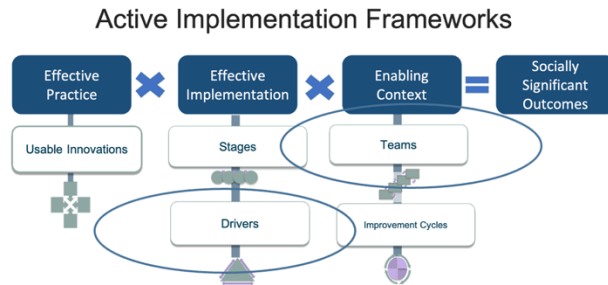 Active Implementation Frameworks
Effective
Practice
Effective
Implementation
Enabling
Context
Socially
Significant
Outcomes
Usable Innovations
Stages
Teams
Drivers
Improvement Cycles